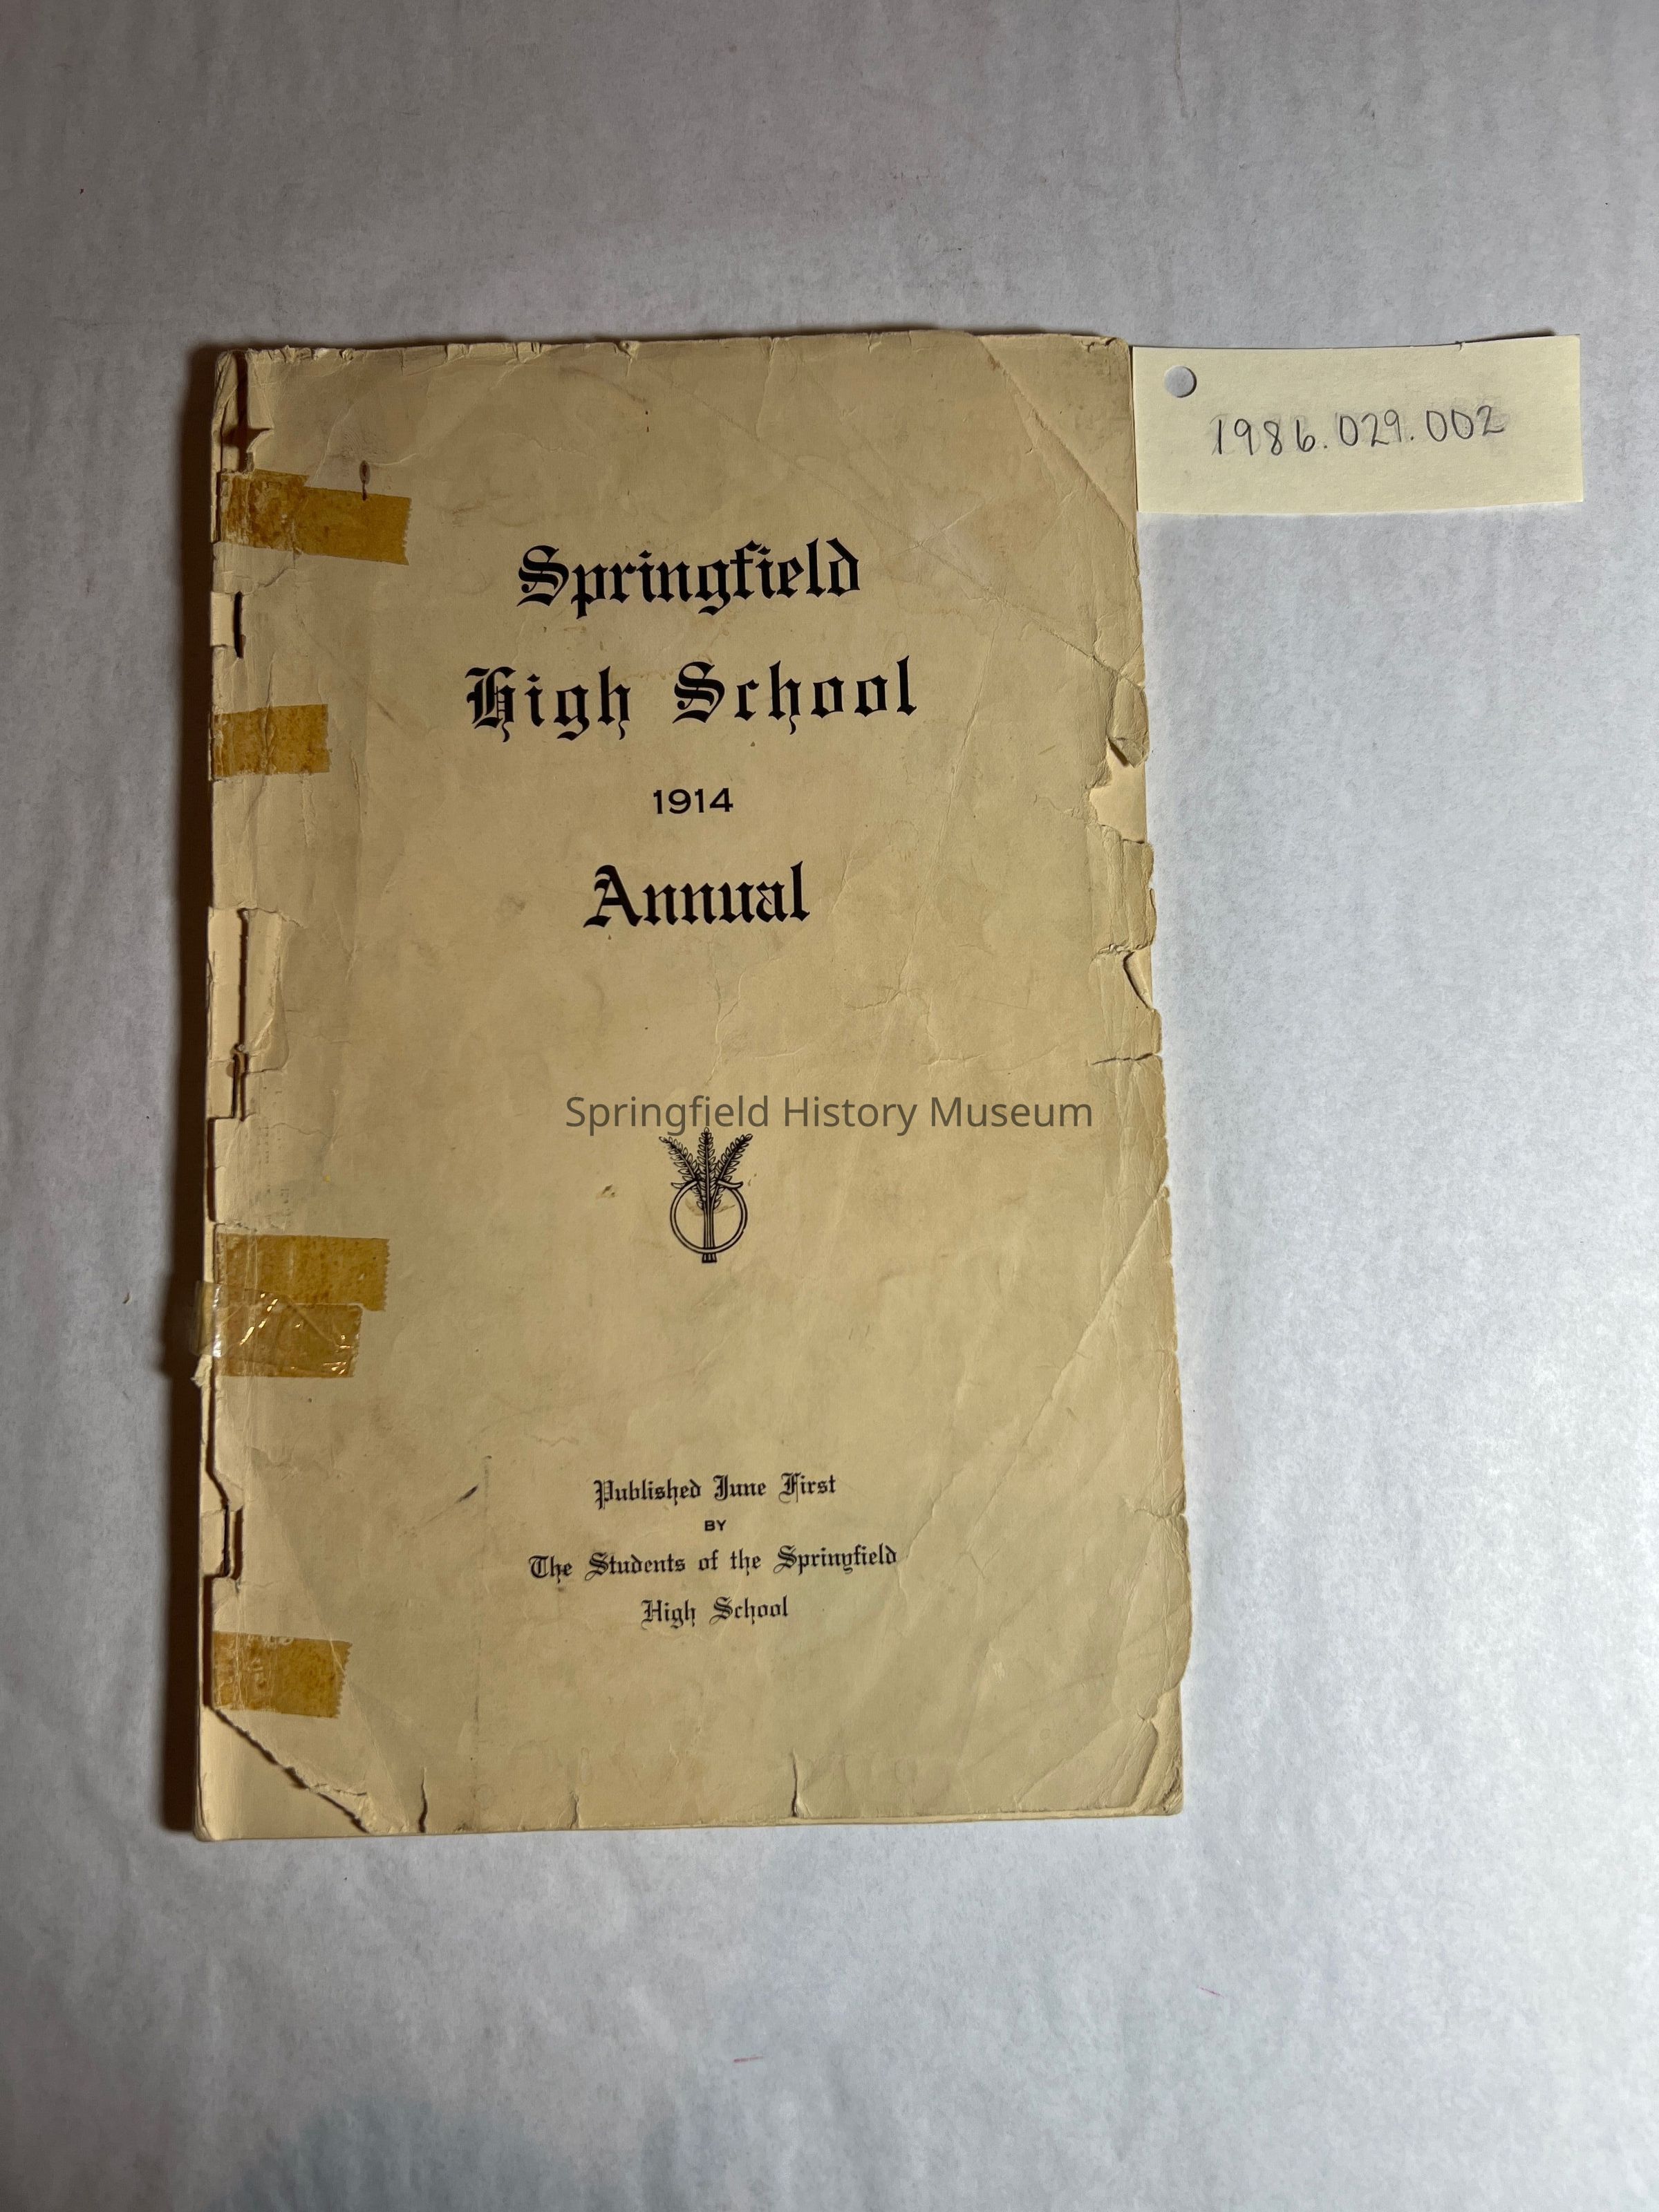 Springfield
High School
1914
Annual
Springfield History Museum
Published June First
BY
The Students of the Springfield
High School
1986.029.002